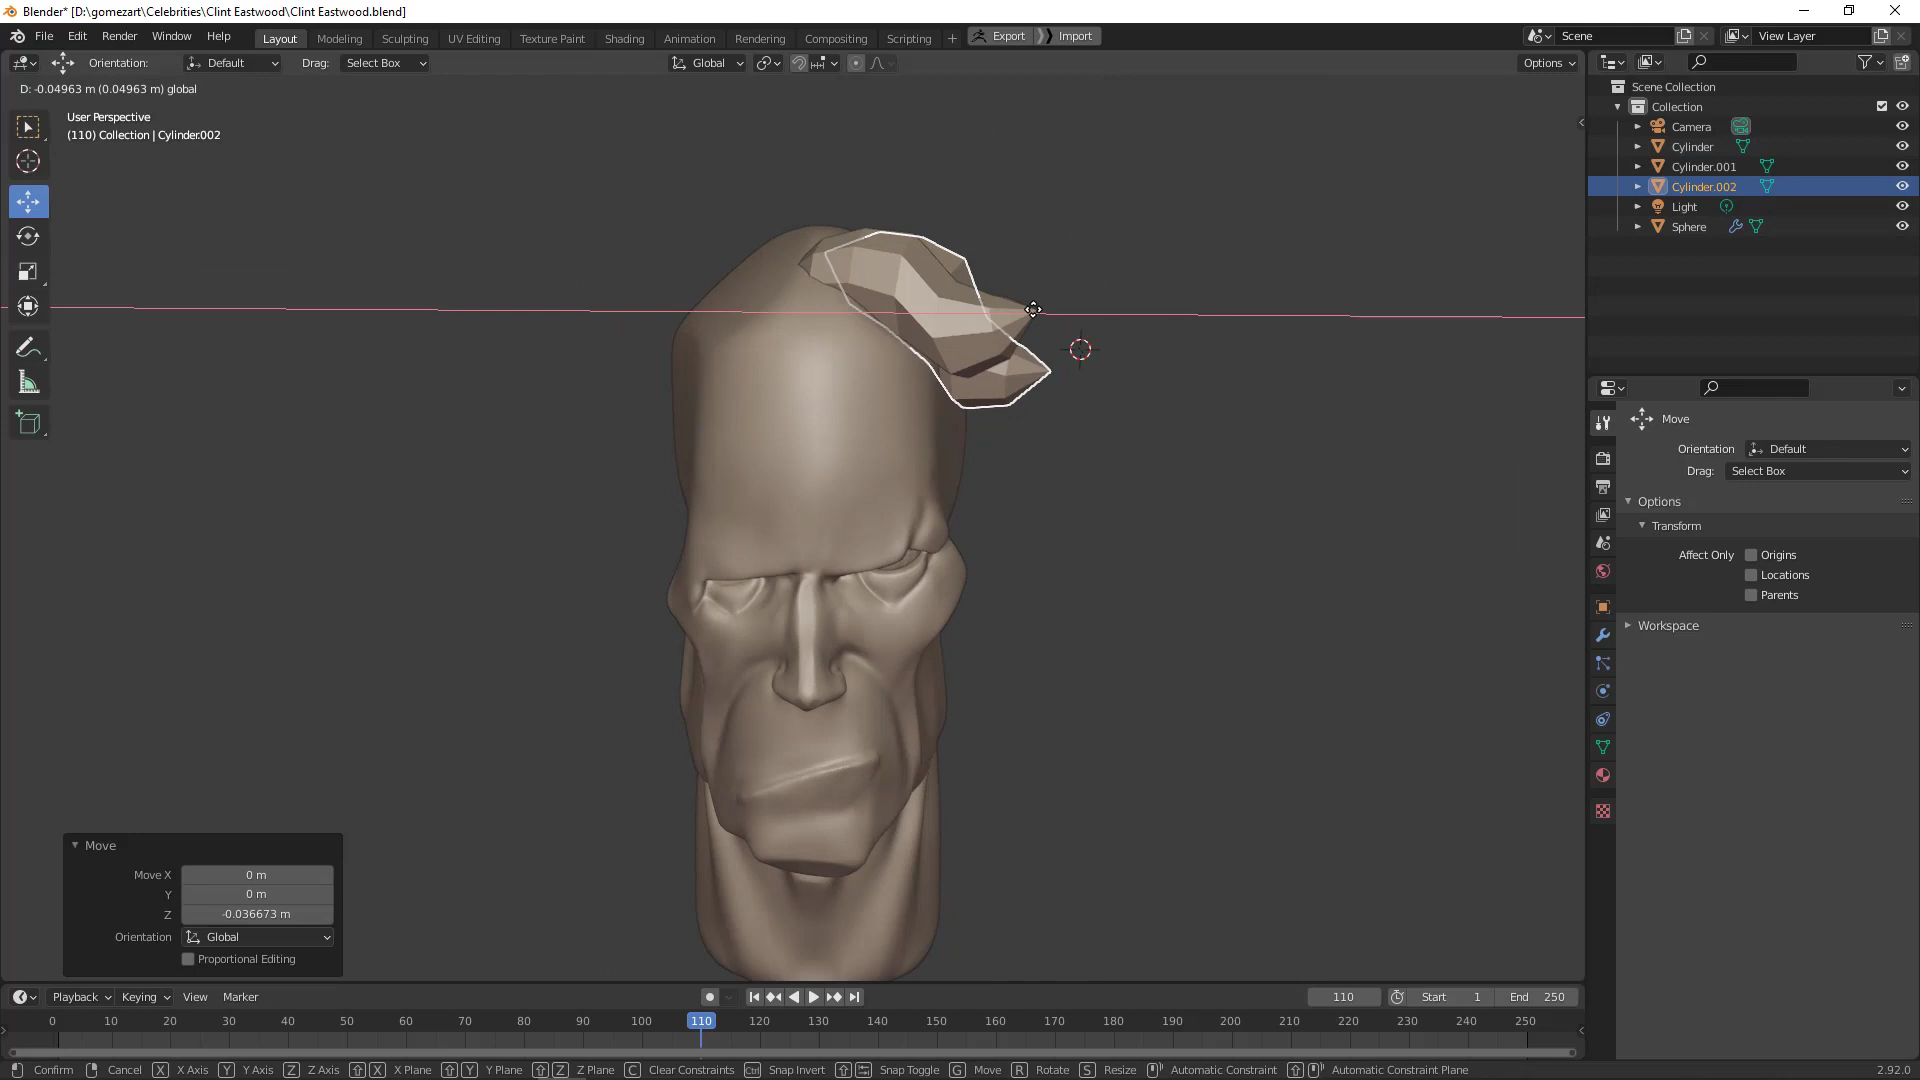 Blender* [D:\gomezart\Celebrities\Clint Eastwood\Clint Eastwood.blend]
File Edit Render Window Help Layout Modeling Sculpting UV Editing Texture Paint Shading Animation Rendering Compositing Scripting + Export Import Scene View Layer
Orientation: Default Drag: Select Box Global Options
D: -0.04963 m (0.04963 m) global
User Perspective
(110) Collection | Cylinder.002
Scene Collection
Collection
Camera
Cylinder
Cylinder.001
Cylinder.002
Light
Sphere
Move
Orientation Default
Drag: Select Box
Options
Transform
Affect Only Origins
Locations
Parents
Workspace
Move
Move X 0 m
Y 0 m
Z -0.036673 m
Orientation Global
Proportional Editing
Playback Keying View Marker 110 Start 1 End 250
0 10 20 30 40 50 60 70 80 90 100 110 120 130 140 150 160 170 180 190 200 210 220 230 240 250
Confirm Cancel X X Axis Y Y Axis Z Z Axis X X Plane Y Y Plane Z Z Plane C Clear Constraints Ctrl Snap Invert Snap Toggle G Move R Rotate S Resize Automatic Constraint Automatic Constraint Plane 2.92.0